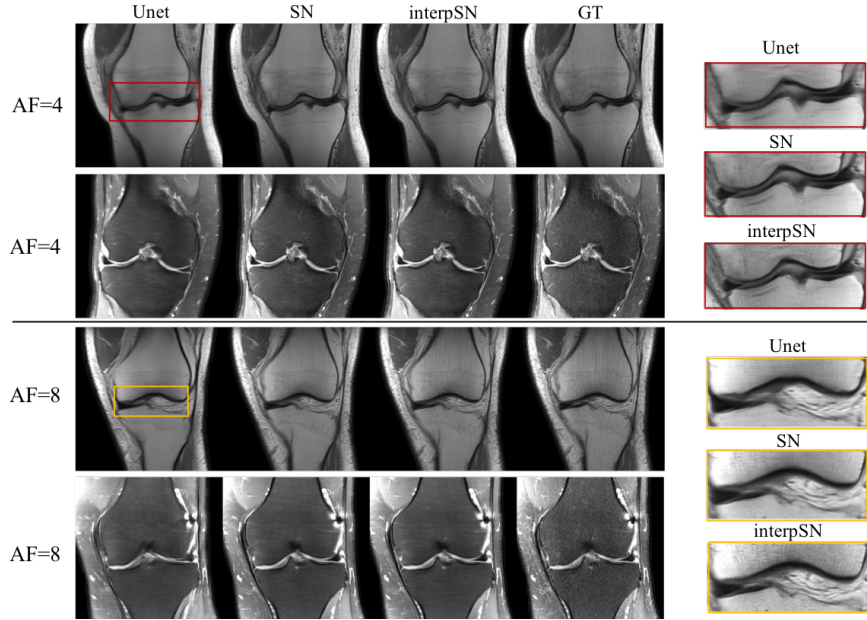 Unet SN interpSN GT
AF=4
AF=4
AF=8
AF=8
Unet
SN
interpSN
Unet
SN
interpSN